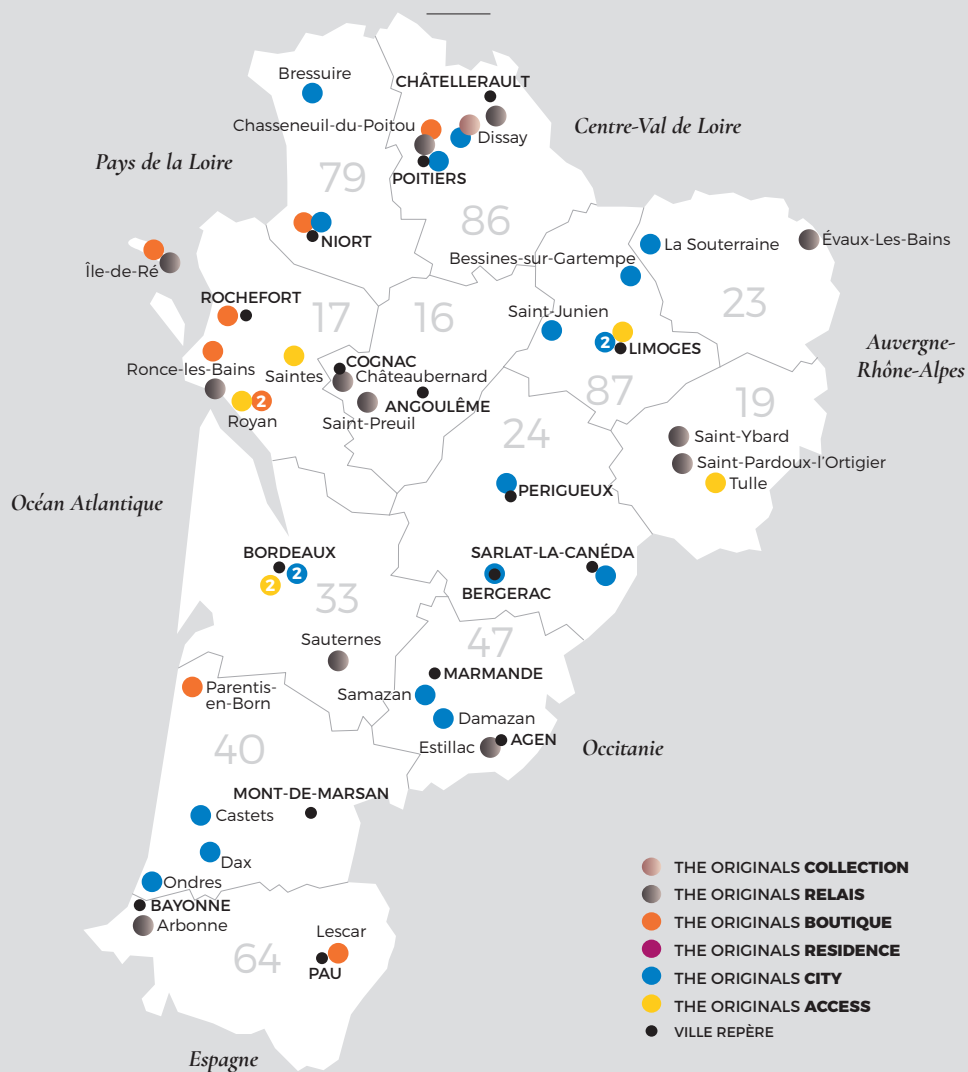 Bressuire
CHÂTELLERAULT
Chasseneuil-du-Poitou
Centre-Val de Loire
Dissay
Pays de la Loire
79
POITIERS
86
NIORT
La Souterraine
Évaux-Les-Bains
Île-de-Ré
Bessines-sur-Gartempe
ROCHEFORT
17
16
23
Saint-Junien
2
LIMOGES
Auvergne-
Rhône-Alpes
Ronce-les-Bains
Saintes
COGNAC
Châteaubernard
87
19
2
ANGOULÊME
Royan
Saint-Preuil
24
Saint-Ybard
Saint-Pardoux-l'Ortigier
Tulle
Océan Atlantique
PERIGUEUX
BORDEAUX
SARLAT-LA-CANÉDA
2
2
BERGERAC
33
Sauternes
47
MARMANDE
Parentis-
en-Born
Samazan
Damazan
40
Estillac
AGEN
Occitanie
MONT-DE-MARSAN
Castets
Dax
Ondres
BAYONNE
Arbonne
64
Lescar
PAU
Espagne
THE ORIGINALS COLLECTION
THE ORIGINALS RELAIS
THE ORIGINALS BOUTIQUE
THE ORIGINALS RESIDENCE
THE ORIGINALS CITY
THE ORIGINALS ACCESS
VILLE REPÈRE